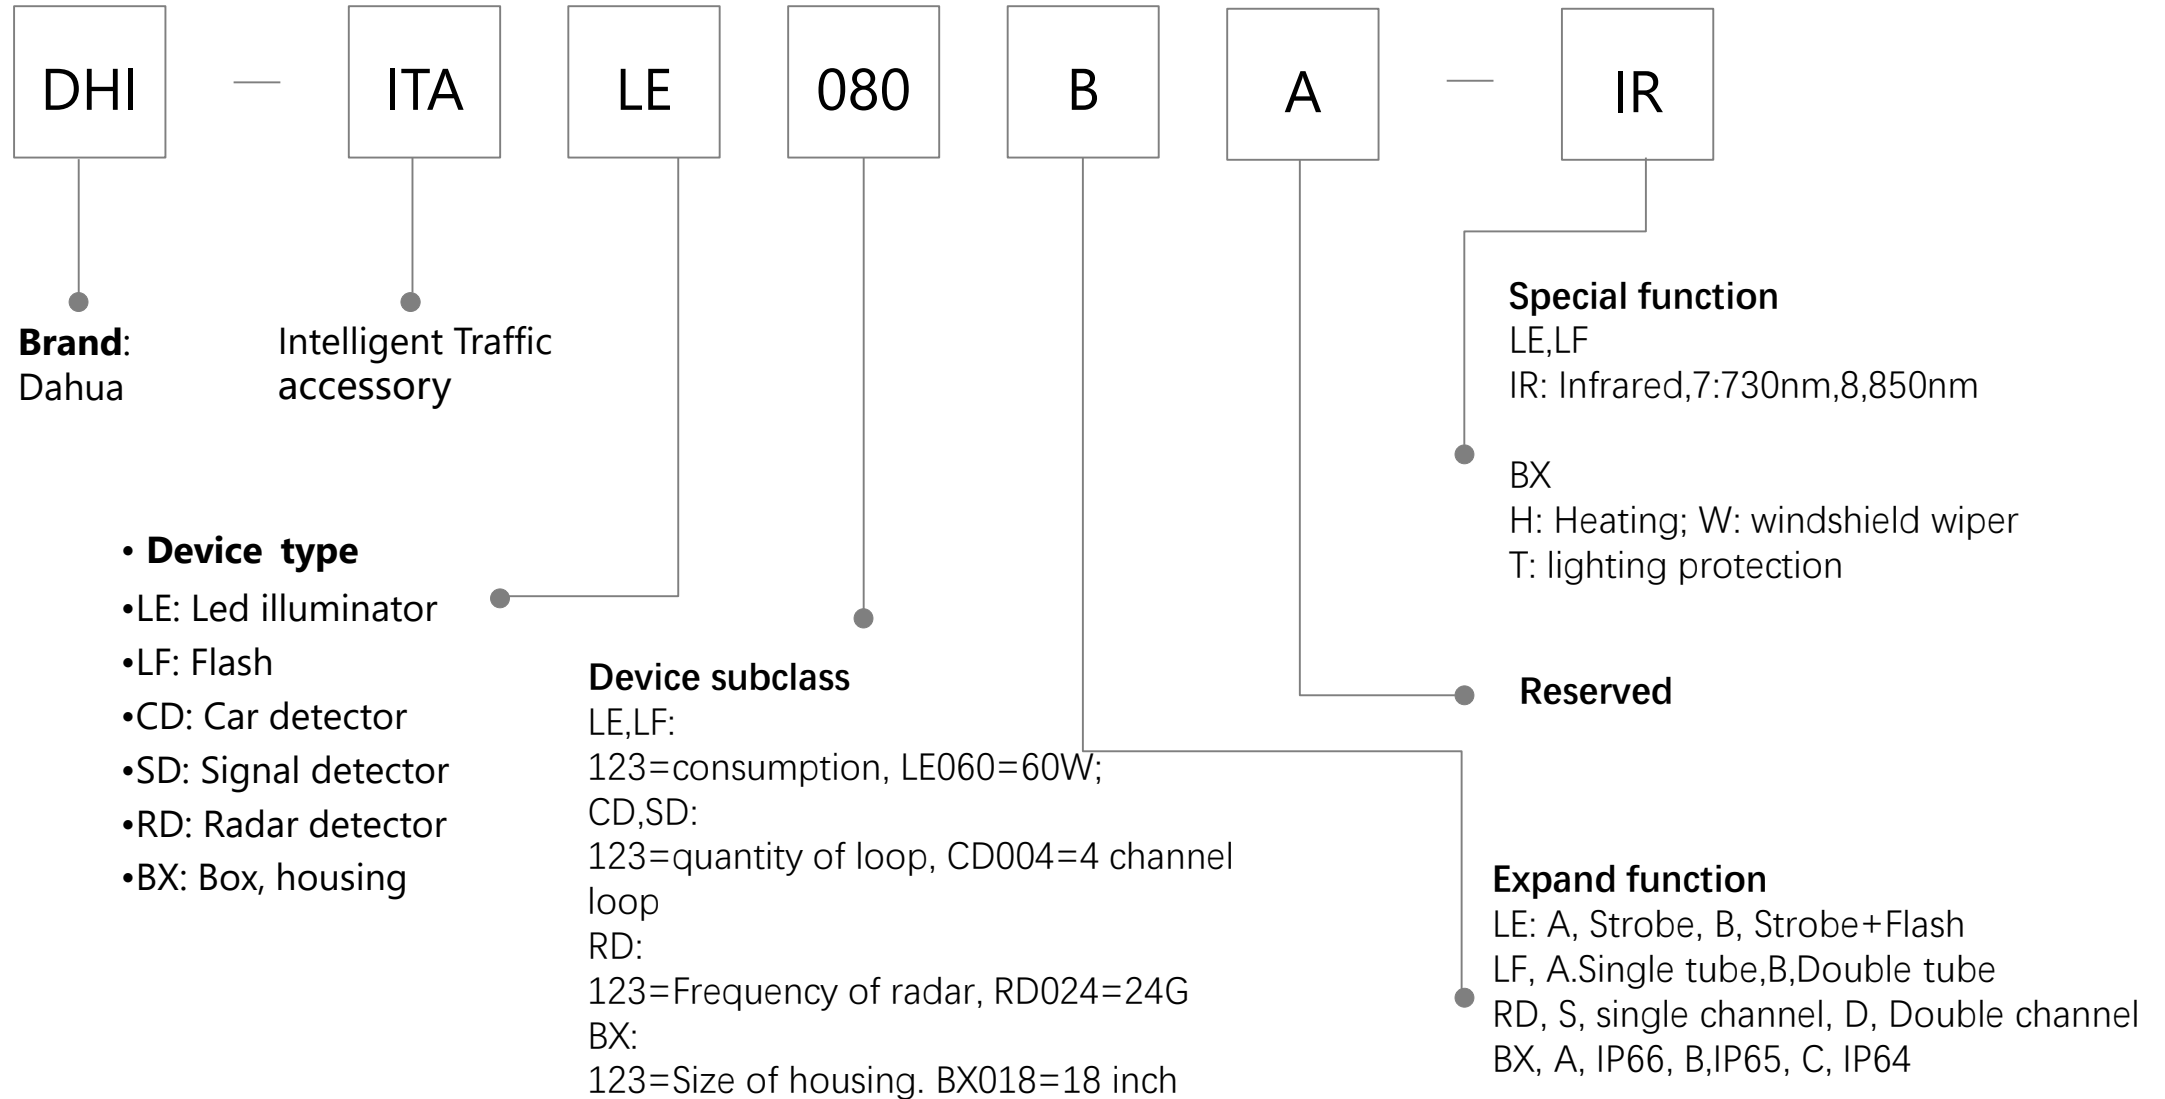 DHI — ITA LE 080 B A — IR
Brand:
Dahua
Intelligent Traffic
accessory
• Device type
•LE: Led illuminator
•LF: Flash
•CD: Car detector
•SD: Signal detector
•RD: Radar detector
•BX: Box, housing
Device subclass
LE,LF:
123=consumption, LE060=60W;
CD,SD:
123=quantity of loop, CD004=4 channel
loop
RD:
123=Frequency of radar, RD024=24G
BX:
123=Size of housing. BX018=18 inch
Special function
LE,LF
IR: Infrared,7:730nm,8,850nm
BX
H: Heating; W: windshield wiper
T: lighting protection
Reserved
Expand function
LE: A, Strobe, B, Strobe+Flash
LF, A.Single tube,B,Double tube
RD, S, single channel, D, Double channel
BX, A, IP66, B,IP65, C, IP64